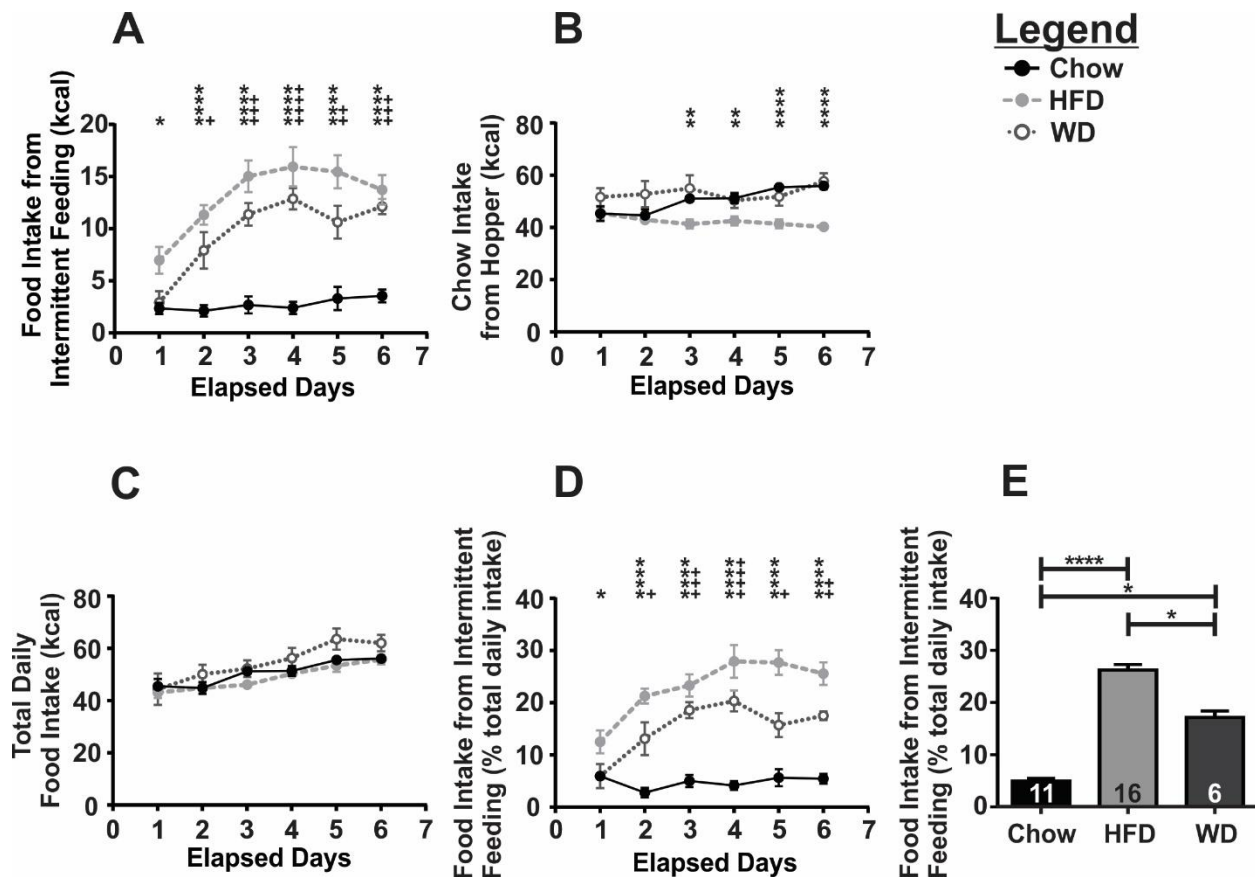 A
Food Intake from
Intermittent Feeding (kcal)
20
15
10
5
0
*
****
+
****
+++
****
++++
****
++
****
+++
0 1 2 3 4 5 6 7
Elapsed Days
B
Chow Intake
from Hopper (kcal)
80
60
40
20
0
**
**
****
****
0 1 2 3 4 5 6 7
Elapsed Days
Legend
Chow
HFD
WD
C
Total Daily
Food Intake (kcal)
80
60
40
20
0
0 1 2 3 4 5 6 7
Elapsed Days
D
Food Intake from Intermittent
Feeding (% total daily intake)
40
30
20
10
0
*
****
+
****
+++
****
++++
****
+
****
++
0 1 2 3 4 5 6 7
Elapsed Days
E
Food Intake from Intermittent
Feeding (% total daily intake)
40
30
20
10
0
****
*
*
11 16 6
Chow HFD WD